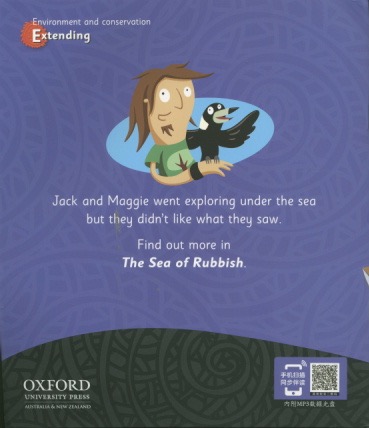 Environment and conservation
Extending
Jack and Maggie went exploring under the sea
but they didn't like what they saw.
Find out more in
The Sea of Rubbish.
手机扫描
同步伴读
OXFORD
UNIVERSITY PRESS
AUSTRALIA & NEW ZEALAND
内附MP3音频光盘